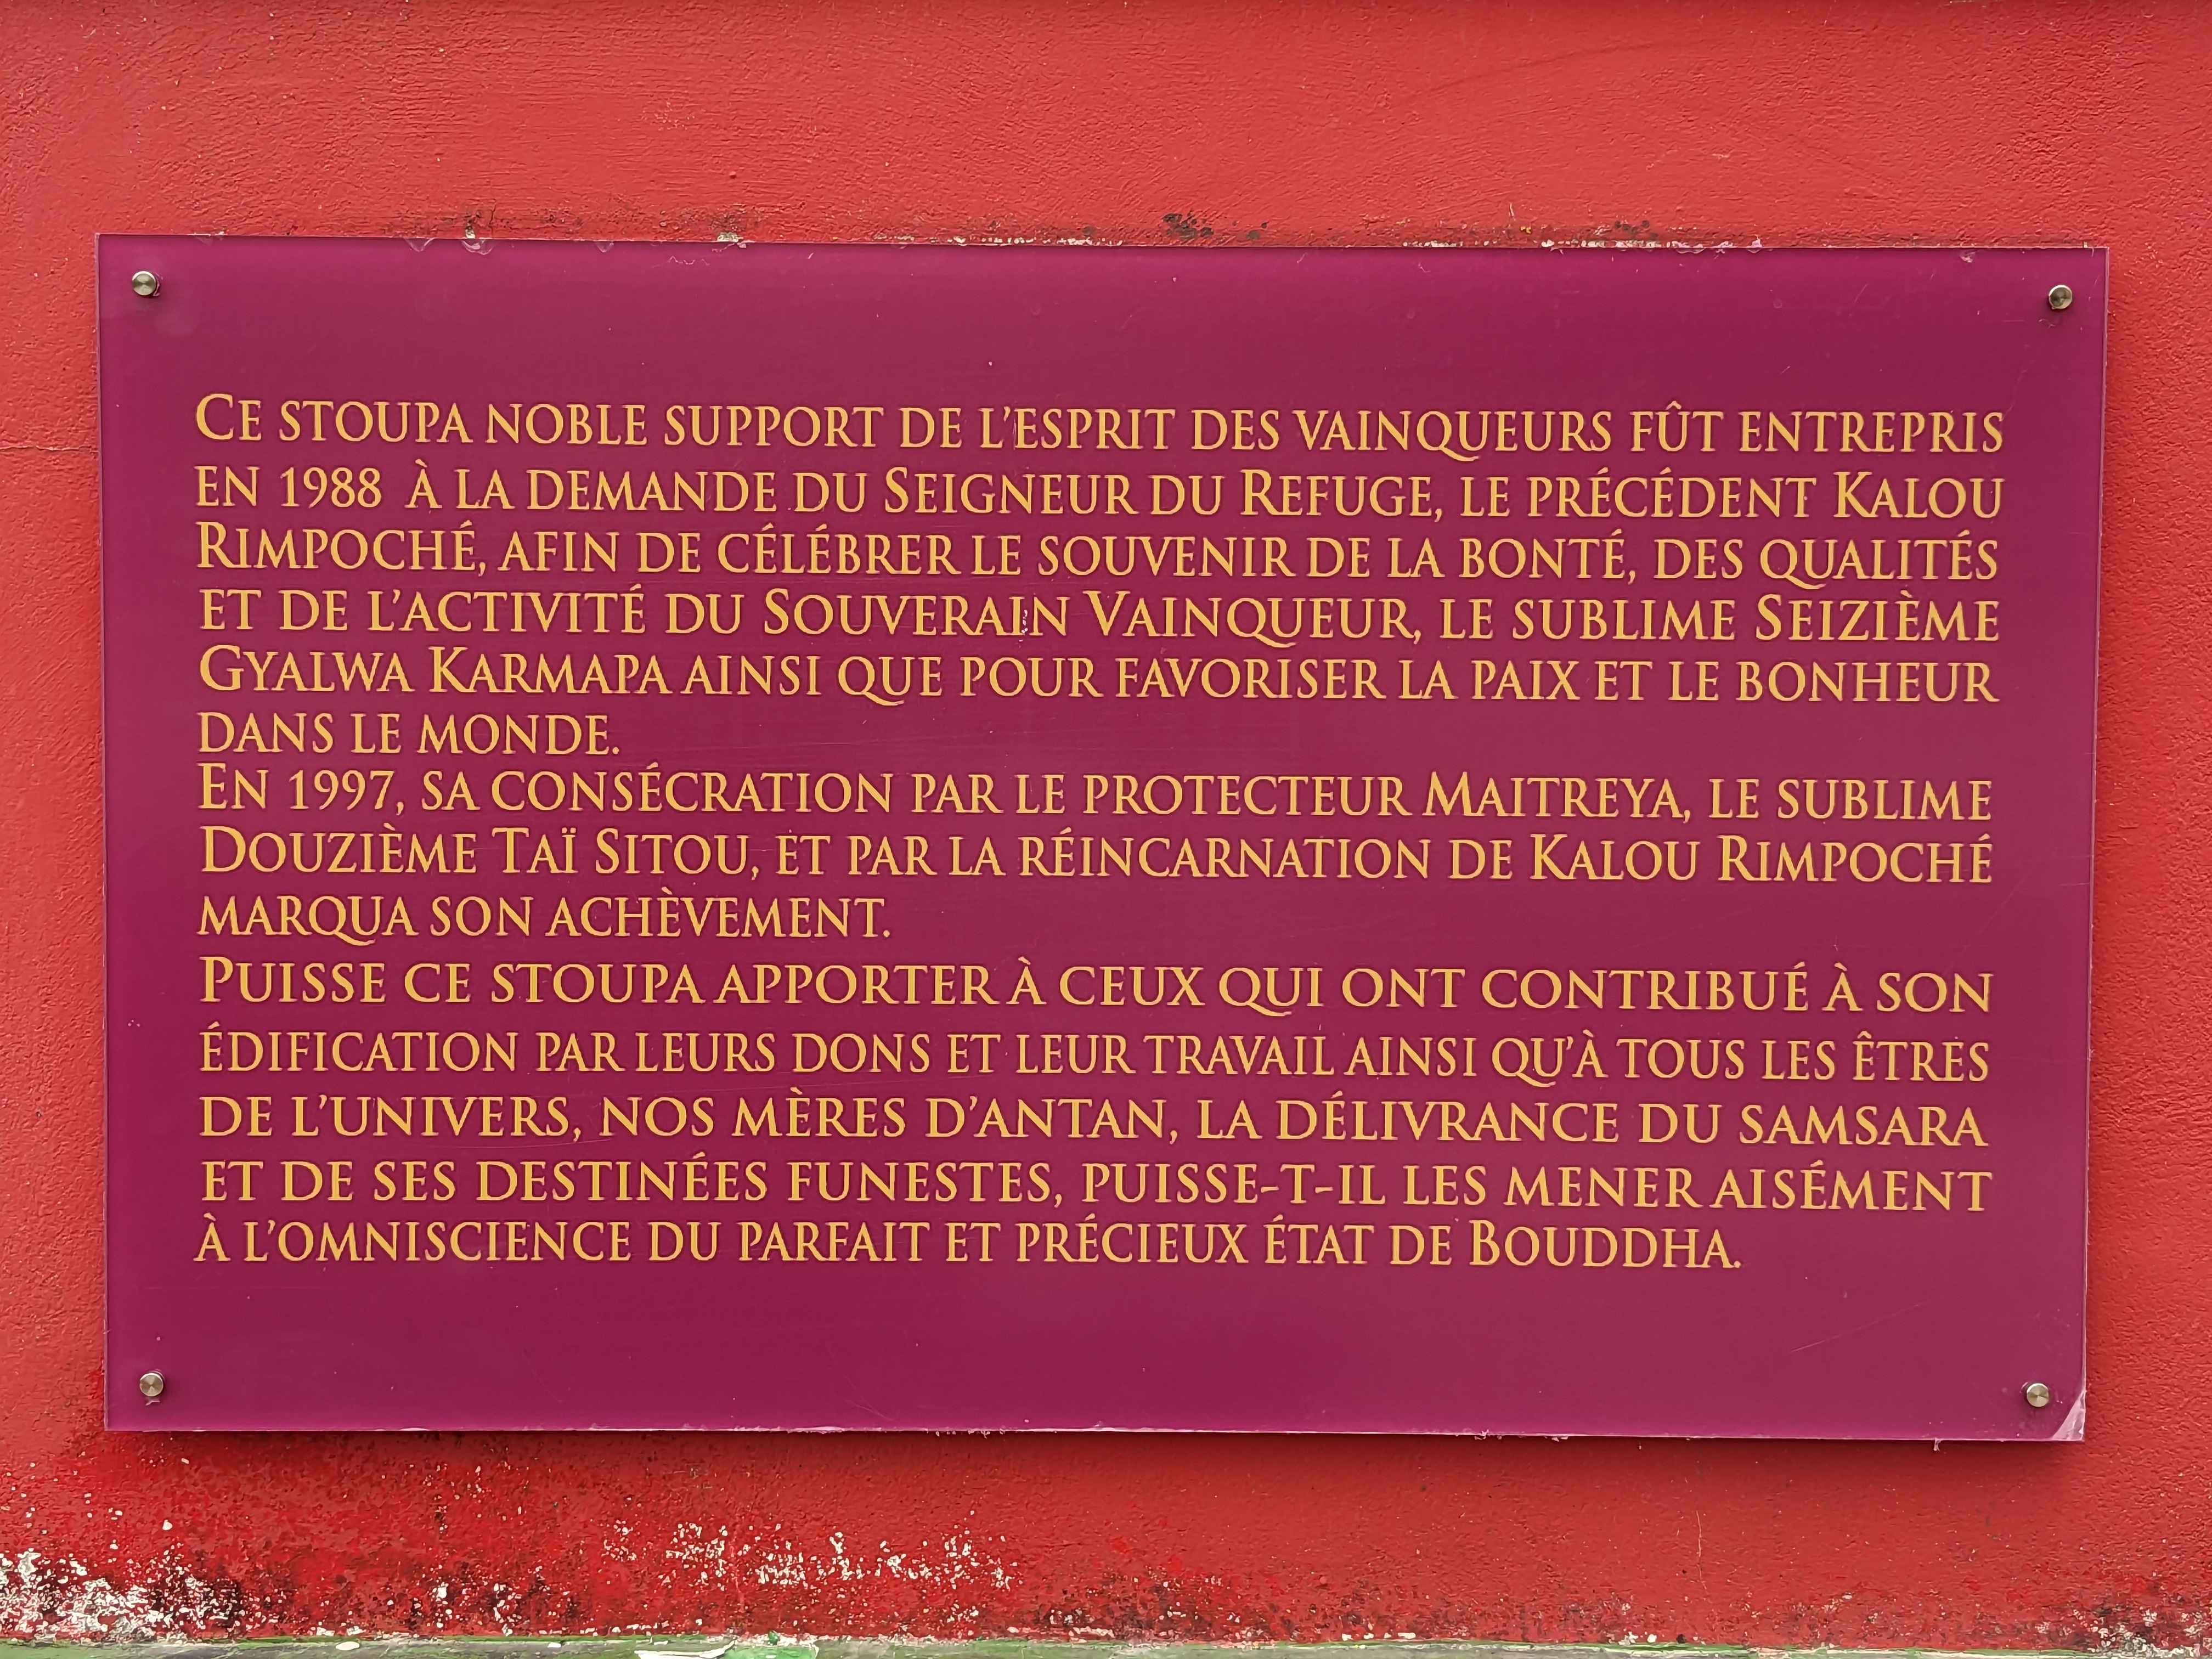 Ce stoupa noble support de l'esprit des vainqueurs fût entrepris
en 1988 à la demande du Seigneur du Refuge, le précédent Kalou
Rimpoché, afin de célébrer le souvenir de la bonté, des qualités
et de l'activité du Souverain Vainqueur, le sublime Seizième
Gyalwa Karmapa ainsi que pour favoriser la paix et le bonheur
dans le monde.
En 1997, sa consécration par le protecteur Maitreya, le sublime
Douzième Taï Sitou, et par la réincarnation de Kalou Rimpoché
marqua son achèvement.
Puisse ce stoupa apporter à ceux qui ont contribué à son
édification par leurs dons et leur travail ainsi qu'à tous les êtres
de l'univers, nos mères d'antan, la délivrance du samsara
et de ses destinées funestes, puisse-t-il les mener aisément
à l'omniscience du parfait et précieux état de Bouddha.